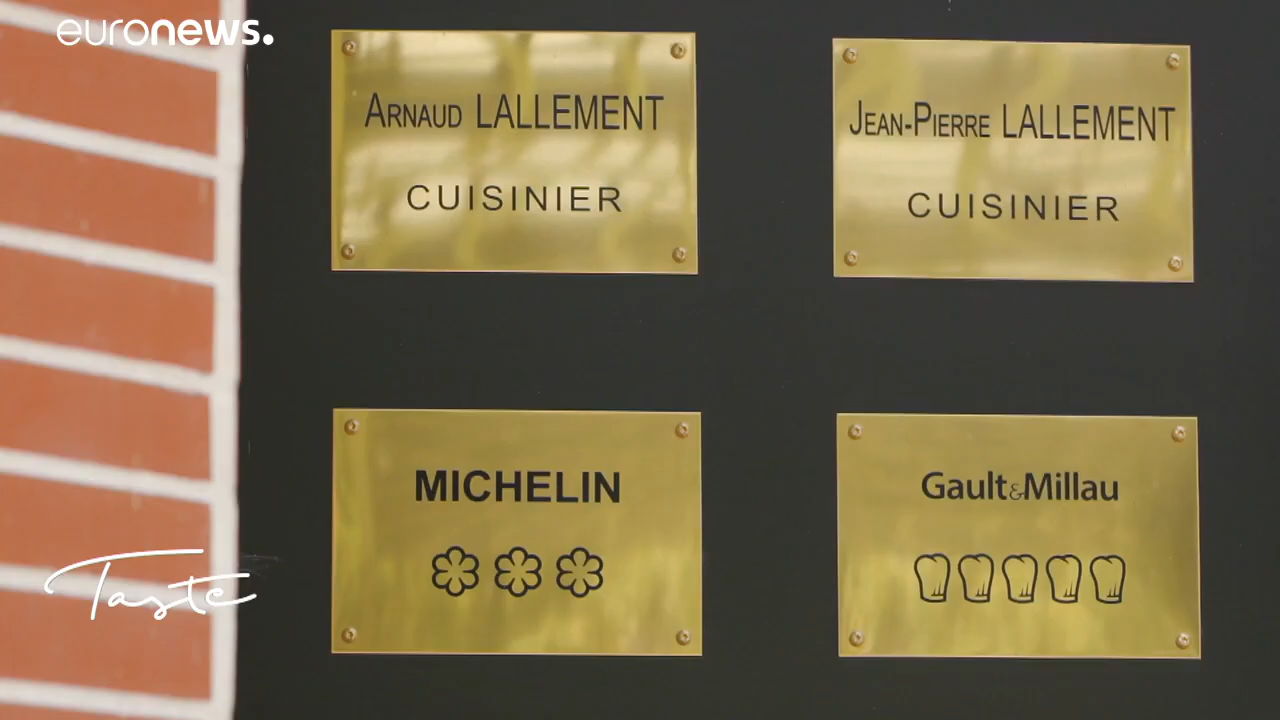 euronews.
Arnaud LALLEMENT
CUISINIER
Jean-Pierre LALLEMENT
CUISINIER
MICHELIN
Gault&Millau
Taste